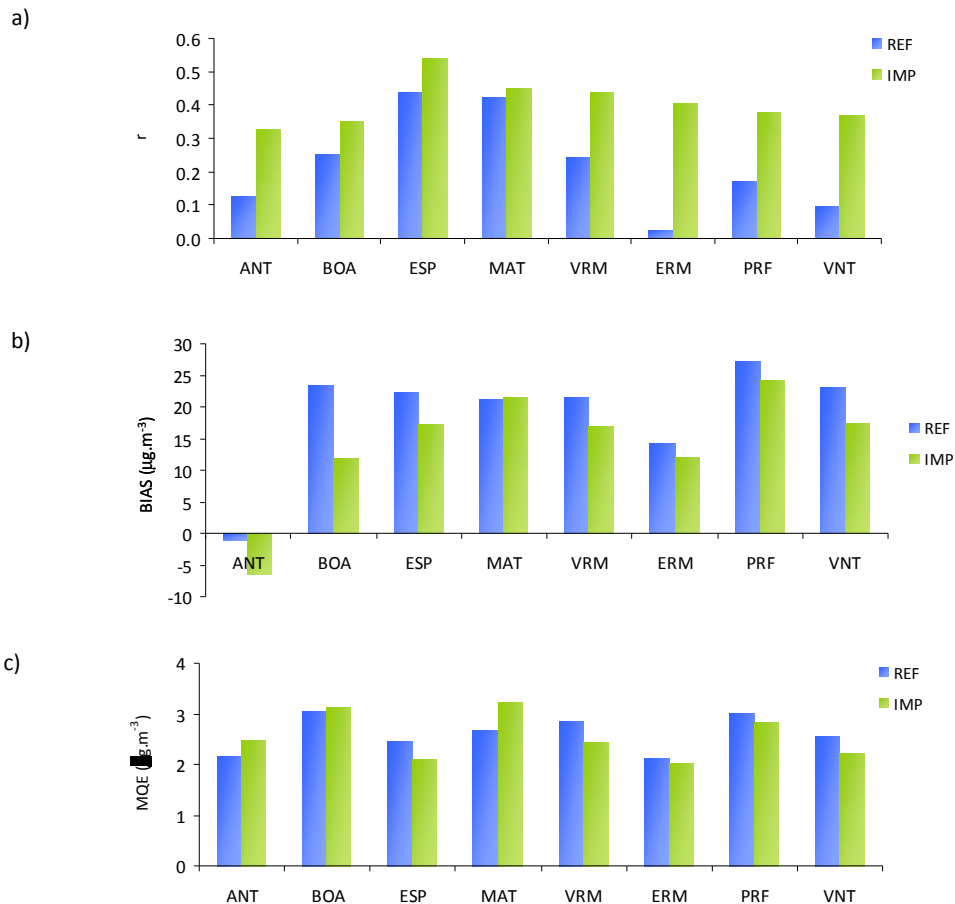 a)
0.6
0.5
0.4
0.3
0.2
0.1
0.0
r
REF
IMP
ANT BOA ESP MAT VRM ERM PRF VNT
b)
30
25
20
15
10
5
0
-5
-10
BIAS (µg.m-3)
REF
IMP
ANT BOA ESP MAT VRM ERM PRF VNT
c)
4
3
2
1
0
MQE ( g.m-3)
REF
IMP
ANT BOA ESP MAT VRM ERM PRF VNT